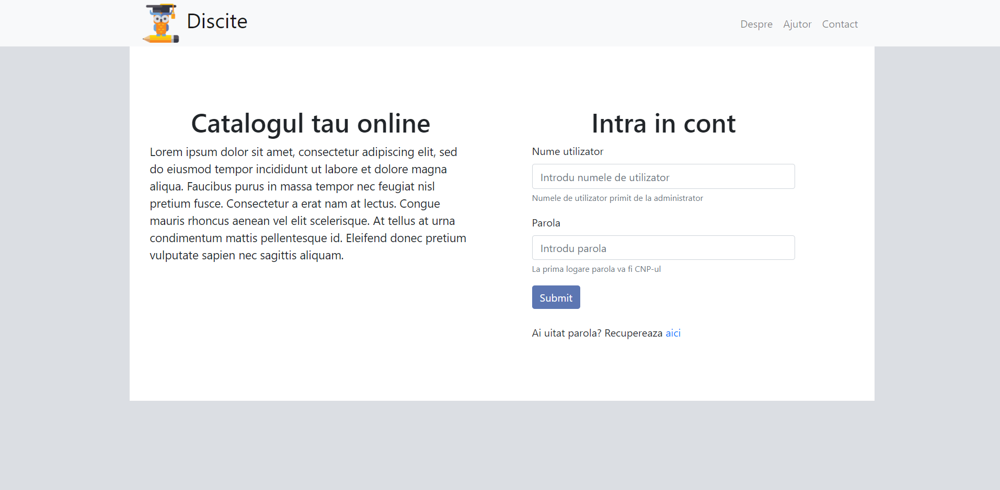 Discite
Despre Ajutor Contact
Catalogul tau online
Lorem ipsum dolor sit amet, consectetur adipiscing elit, sed
do eiusmod tempor incididunt ut labore et dolore magna
aliqua. Faucibus purus in massa tempor nec feugiat nisl
pretium fusce. Consectetur a erat nam at lectus. Congue
mauris rhoncus aenean vel elit scelerisque. At tellus at urna
condimentum mattis pellentesque id. Eleifend donec pretium
vulputate sapien nec sagittis aliquam.
Intra in cont
Nume utilizator
Introdu numele de utilizator
Numele de utilizator primit de la administrator
Parola
Introdu parola
La prima logare parola va fi CNP-ul
Submit
Ai uitat parola? Recupereaza aici